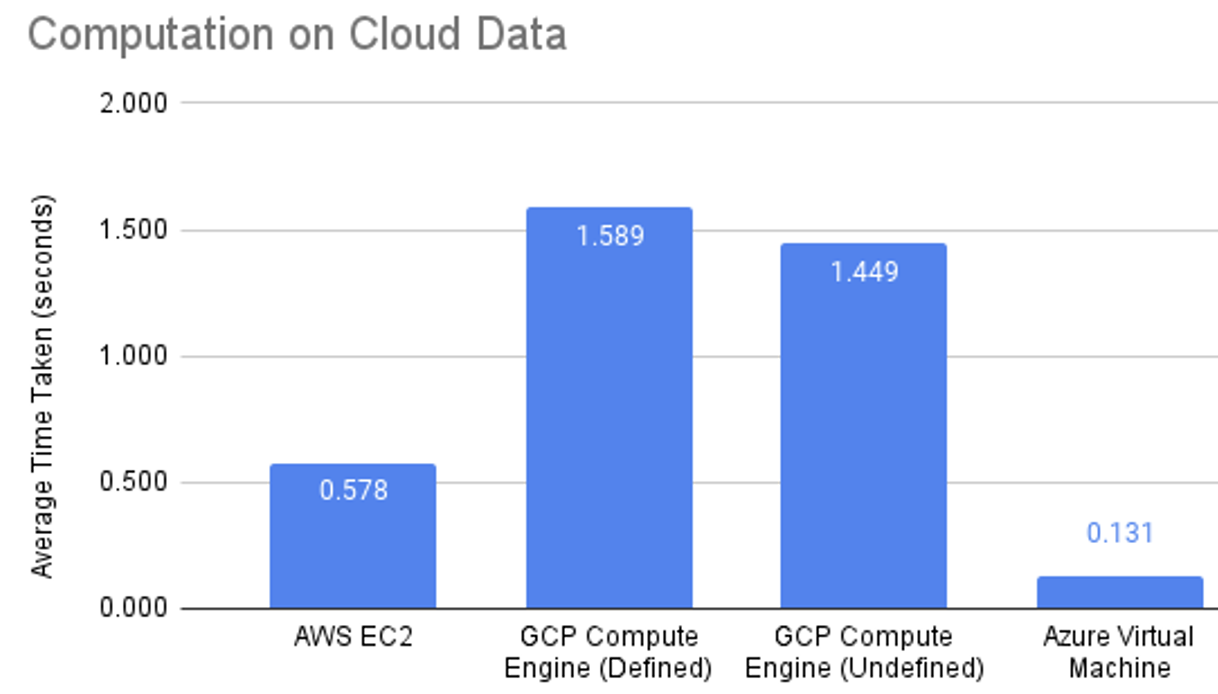 Computation on Cloud Data
Average Time Taken (seconds)
2.000
1.500
1.000
0.500
0.000
0.578
1.589
1.449
0.131
AWS EC2
GCP Compute
Engine (Defined)
GCP Compute
Engine (Undefined)
Azure Virtual
Machine